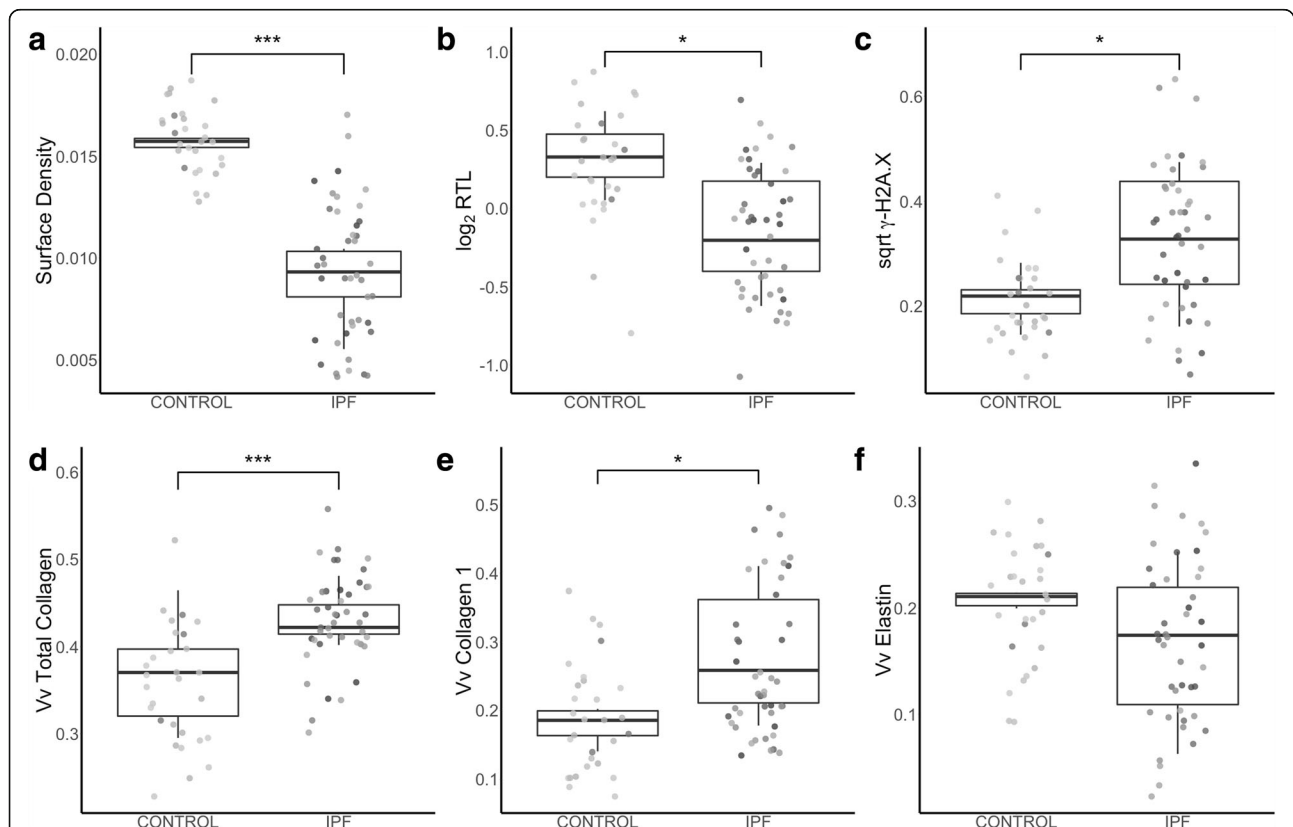 a
***
0.020
0.015
0.010
0.005
Surface Density
CONTROL
IPF
b
*
1.0
0.5
0.0
-0.5
-1.0
log2 RTL
CONTROL
IPF
c
*
0.6
0.4
0.2
sqrt γ-H2A.X
CONTROL
IPF
d
***
0.6
0.5
0.4
0.3
Vv Total Collagen
CONTROL
IPF
e
*
0.5
0.4
0.3
0.2
0.1
Vv Collagen 1
CONTROL
IPF
f
0.3
0.2
0.1
Vv Elastin
CONTROL
IPF